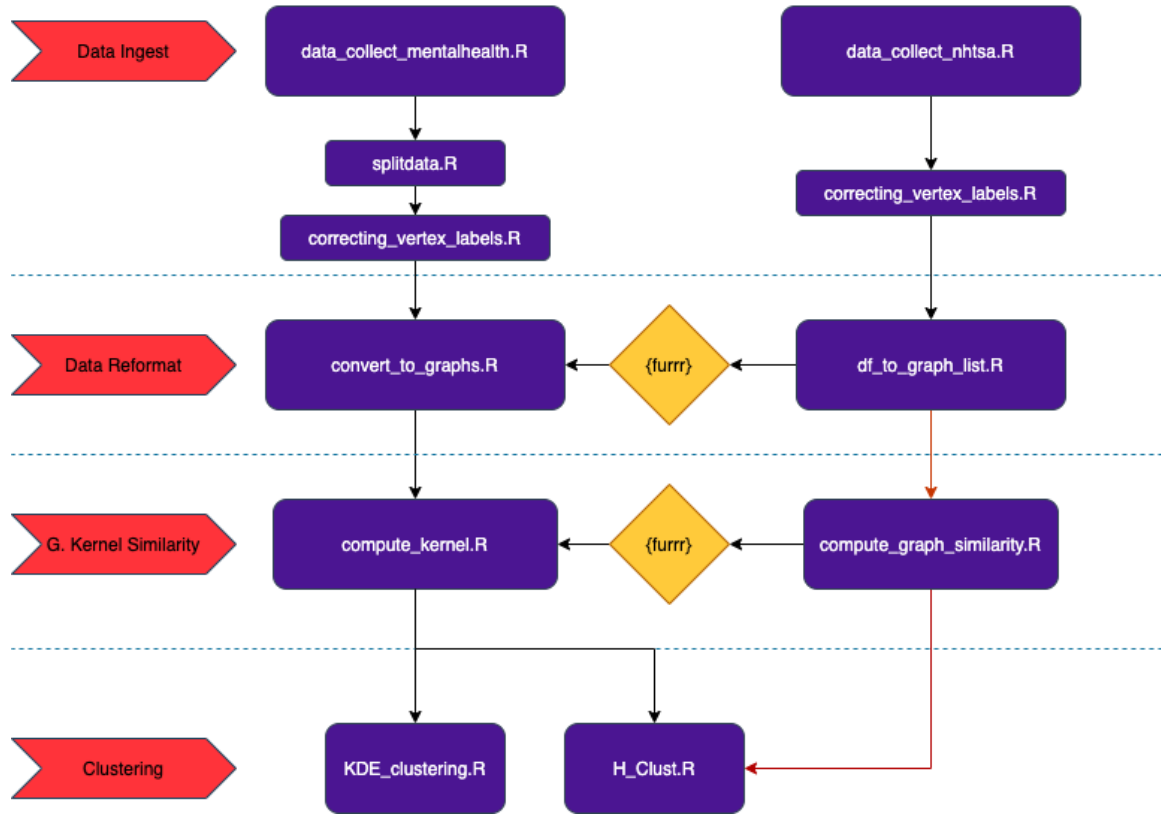 Data Ingest
data_collect_mentalhealth.R
data_collect_nhtsa.R
splitdata.R
correcting_vertex_labels.R
correcting_vertex_labels.R
Data Reformat
convert_to_graphs.R
{furrr}
df_to_graph_list.R
G. Kernel Similarity
compute_kernel.R
{furrr}
compute_graph_similarity.R
Clustering
KDE_clustering.R
H_Clust.R